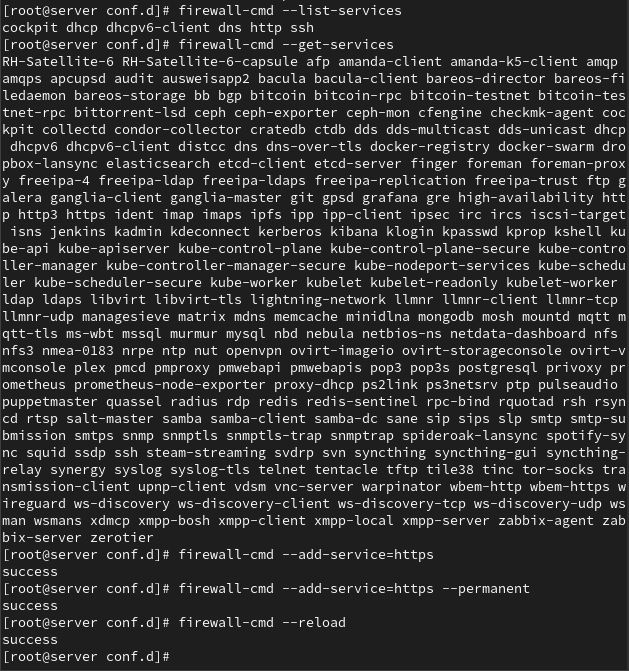 [root@server conf.d]# firewall-cmd --list-services
cockpit dhcp dhcpv6-client dns http ssh
[root@server conf.d]# firewall-cmd --get-services
RH-Satellite-6 RH-Satellite-6-capsule afp amanda-client amanda-k5-client amqp
amqps apcupsd audit ausweisapp2 bacula bacula-client bareos-director bareos-fi
ledaemon bareos-storage bb bgp bitcoin bitcoin-rpc bitcoin-testnet bitcoin-tes
tnet-rpc bittorrent-lsd ceph ceph-exporter ceph-mon cfengine checkmk-agent coc
kpit collectd condor-collector cratedb ctdb dds dds-multicast dds-unicast dhcp
dhcpv6 dhcpv6-client distcc dns dns-over-tls docker-registry docker-swarm dro
pbox-lansync elasticsearch etcd-client etcd-server finger foreman foreman-prox
y freeipa-4 freeipa-ldap freeipa-ldaps freeipa-replication freeipa-trust ftp g
alera ganglia-client ganglia-master git gpsd grafana gre high-availability htt
p http3 https ident imap imaps ipfs ipp ipp-client ipsec irc ircs iscsi-target
isns jenkins kadmin kdeconnect kerberos kibana klogin kpasswd kprop kshell ku
be-api kube-apiserver kube-control-plane kube-control-plane-secure kube-contro
ller-manager kube-controller-manager-secure kube-nodeport-services kube-schedu
ler kube-scheduler-secure kube-worker kubelet kubelet-readonly kubelet-worker
ldap ldaps libvirt libvirt-tls lightning-network llmnr llmnr-client llmnr-tcp
llmnr-udp managesieve matrix mdns memcache minidlna mongodb mosh mountd mqtt m
qtt-tls ms-wbt mssql murmur mysql nbd nebula netbios-ns netdata-dashboard nfs
nfs3 nmea-0183 nrpe ntp nut openvpn ovirt-imageio ovirt-storageconsole ovirt-v
mconsole plex pmcd pmproxy pmwebapi pmwebapis pop3 pop3s postgresql privoxy pr
ometheus prometheus-node-exporter proxy-dhcp ps2link ps3netsrv ptp pulseaudio
puppetmaster quassel radius rdp redis redis-sentinel rpc-bind rquotad rsh rsyn
cd rtsp salt-master samba samba-client samba-dc sane sip sips slp smtp smtp-su
bmission smtps snmp snmptls snmptls-trap snmptrap spideroak-lansync spotify-sy
nc squid ssdp ssh steam-streaming svdrp svn syncthing syncthing-gui syncthing-
relay synergy syslog syslog-tls telnet tentacle tftp tile38 tinc tor-socks tra
nsmission-client upnp-client vdsm vnc-server warpinator wbem-http wbem-https w
ireguard ws-discovery ws-discovery-client ws-discovery-tcp ws-discovery-udp ws
man wsmans xdmcp xmpp-bosh xmpp-client xmpp-local xmpp-server zabbix-agent zab
bix-server zerotier
[root@server conf.d]# firewall-cmd --add-service=https
success
[root@server conf.d]# firewall-cmd --add-service=https --permanent
success
[root@server conf.d]# firewall-cmd --reload
success
[root@server conf.d]#